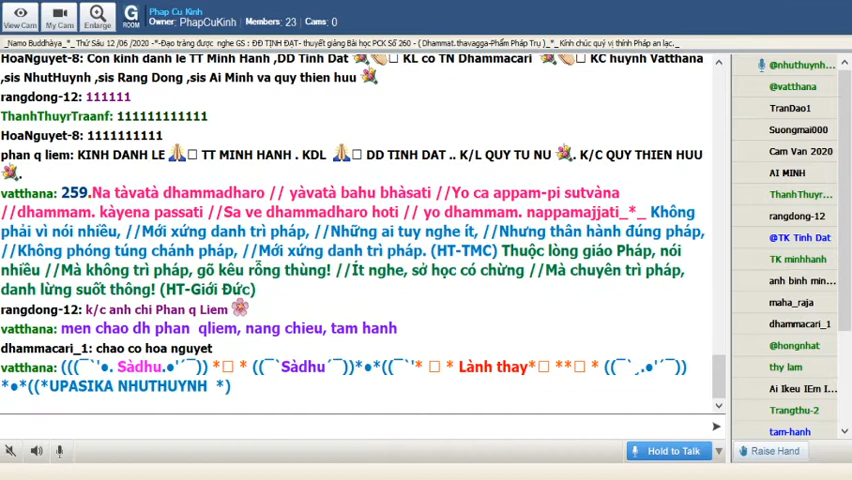 Phap Cu Kinh
Owner: PhapCuKinh | Members: 23 | Cams: 0
View Cam
My Cam
Enlarge
G
ROOM
_Namo Buddhàya_*_ Thứ Sáu 12 /06 /2020 -*-Đạo tràng được nghe GS : ĐĐ TỊNH ĐẠT- thuyết giảng Bài học PCK Số 260 - ( Dhammat.thavagga-Phẩm Pháp Trụ )_*_ Kính chúc quý vị thính Pháp an lạc._
HoaNguyet-8: Con kinh danh le TT Minh Hanh ,DD Tinh Dat KL co TN Dhammacari KC huynh Vatthana
,sis NhutHuynh ,sis Rang Dong ,sis Ai Minh va quy thien huu
rangdong-12: 111111
ThanhThuyrTraanf: 111111111111
HoaNguyet-8: 1111111111
phan q liem: KINH DANH LE TT MINH HANH . KDL DD TINH DAT .. K/L QUY TU NU . K/C QUY THIEN HUU
.
vatthana: 259.Na tàvatà dhammadharo // yàvatà bahu bhàsati //Yo ca appam-pi sutvàna
//dhammam. kàyena passati //Sa ve dhammadharo hoti // yo dhammam. nappamajjati_*_ Không
phải vì nói nhiều, //Mới xứng danh trì pháp, //Những ai tuy nghe ít, //Nhưng thân hành đúng pháp,
//Không phóng túng chánh pháp, //Mới xứng danh trì pháp. (HT-TMC) Thuộc lòng giáo Pháp, nói
nhiều //Mà không trì pháp, gõ kêu rỗng thùng! //Ít nghe, sở học có chừng //Mà chuyên trì pháp,
danh lừng suốt thông! (HT-Giới Đức)
rangdong-12: k/c anh chi Phan q Liem
vatthana: men chao dh phan qliem, nang chieu, tam hanh
dhammacari_1: chao co hoa nguyet
vatthana: (((¯`'•. Sàdhu.•'´¯)) *□ * ((¯`Sàdhu´¯))*•*((¯`'* □ * Lành thay*□ **□ * ((¯`¸.•'´¯))
*•*((*UPASIKA NHUTHUYNH *)
@nhuthuynh...
@vatthana
TranDao1
Suongmai000
Cam Van 2020
AI MINH
ThanhThuyr...
rangdong-12
@TK Tinh Dat
TK minhhanh
anh binh min...
maha_raja
dhammacari_1
@hongnhat
thy lam
Ai Ikeu IEm I...
Trangthu-2
tam-hanh
Hold to Talk
Raise Hand